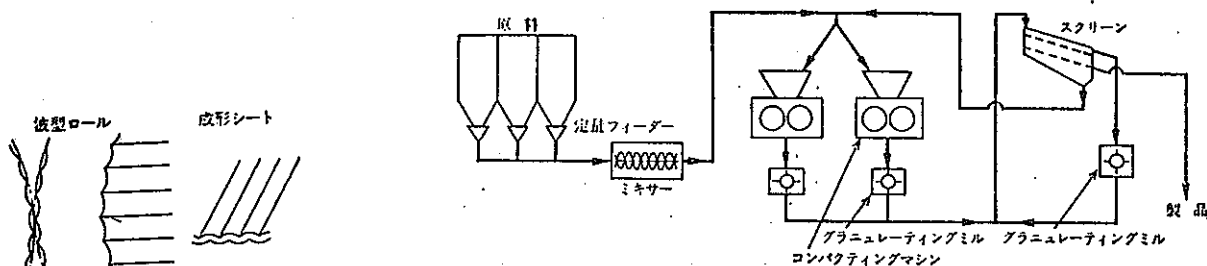 波型ロール
成形シート
原料
定量フィーダー
ミキサー
スクリーン
グラニュレーティングミル
コンパクティングマシン
グラニュレーティングミル
製品